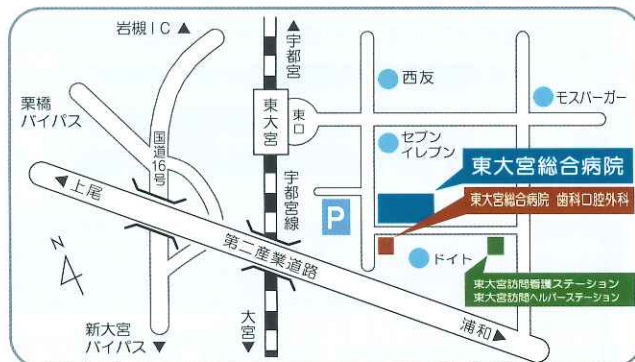 岩槻IC▲
▲宇都宮
栗橋
バイパス
国道16号
東大宮
東口
西友
モスバーガー
セブン
イレブン
東大宮総合病院
東大宮総合病院 歯科口腔外科
◀上尾
宇都宮線
P
N
第二産業道路
ドイト
東大宮訪問看護ステーション
東大宮訪問ヘルパーステーション
新大宮
バイパス▼
大宮▼
浦和▶